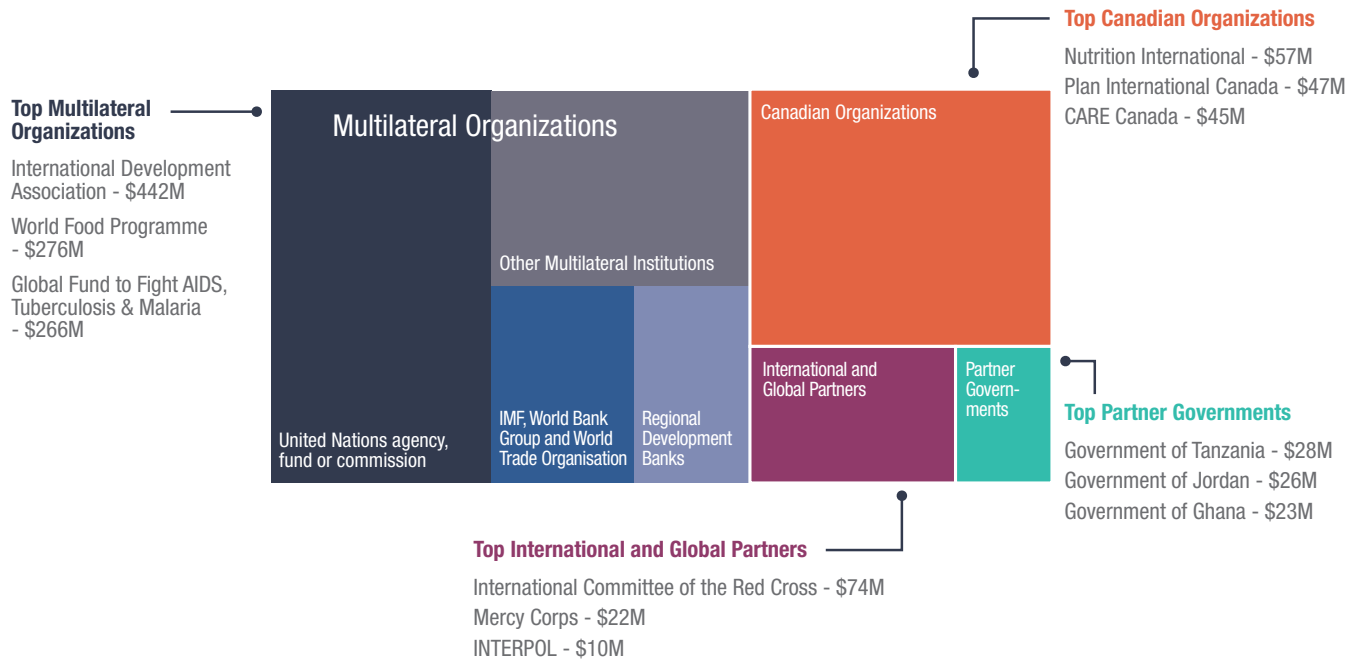 Top Multilateral
Organizations
International Development
Association - $442M
World Food Programme
- $276M
Global Fund to Fight AIDS,
Tuberculosis & Malaria
- $266M
Multilateral Organizations
United Nations agency,
fund or commission
Other Multilateral Institutions
IMF, World Bank
Group and World
Trade Organisation
Regional
Development
Banks
Canadian Organizations
International and
Global Partners
Partner
Govern-
ments
Top Canadian Organizations
Nutrition International - $57M
Plan International Canada - $47M
CARE Canada - $45M
Top Partner Governments
Government of Tanzania - $28M
Government of Jordan - $26M
Government of Ghana - $23M
Top International and Global Partners
International Committee of the Red Cross - $74M
Mercy Corps - $22M
INTERPOL - $10M